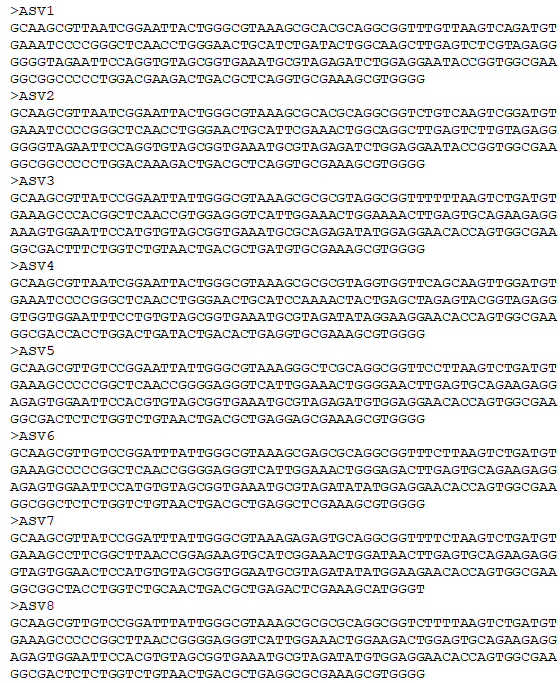 >ASV1
GCAAGCGTTAATCGGAATTACTGGGCGTAAAGCGCACGCAGGCGGTTTGTTAAGTCAGATGT
GAAATCCCCGGGCTCAACCTGGGAACTGCATCTGATACTGGCAAGCTTGAGTCTCGTAGAGG
GGGGTAGAATTCCAGGTGTAGCGGTGAAATGCGTAGAGATCTGGAGGAATACCGGTGGCGAA
GGCGGCCCCCTGGACGAAGACTGACGCTCAGGTGCGAAAGCGTGGGG
>ASV2
GCAAGCGTTAATCGGAATTACTGGGCGTAAAGCGCACGCAGGCGGTCTGTCAAGTCGGATGT
GAAATCCCCGGGCTCAACCTGGGAACTGCATTCGAAACTGGCAGGCTTGAGTCTTGTAGAGG
GGGGTAGAATTCCAGGTGTAGCGGTGAAATGCGTAGAGATCTGGAGGAATACCGGTGGCGAA
GGCGGCCCCCTGGACAAAGACTGACGCTCAGGTGCGAAAGCGTGGGG
>ASV3
GCAAGCGTTATCCGGAATTATTGGGCGTAAAGCGCGCGTAGGCGGTTTTTTAAGTCTGATGT
GAAAGCCCACGGCTCAACCGTGGAGGGTCATTGGAAACTGGAAAACTTGAGTGCAGAAGAGG
AAAGTGGAATTCCATGTGTAGCGGTGAAATGCGCAGAGATATGGAGGAACACCAGTGGCGAA
GGCGACTTTCTGGTCTGTAACTGACGCTGATGTGCGAAAGCGTGGGG
>ASV4
GCAAGCGTTAATCGGAATTACTGGGCGTAAAGCGCGCGTAGGTGGTTCAGCAAGTTGGATGT
GAAATCCCCGGGCTCAACCTGGGAACTGCATCCAAAACTACTGAGCTAGAGTACGGTAGAGG
GTGGTGGAATTTCCTGTGTAGCGGTGAAATGCGTAGATATAGGAAGGAACACCAGTGGCGAA
GGCGACCACCTGGACTGATACTGACACTGAGGTGCGAAAGCGTGGGG
>ASV5
GCAAGCGTTGTCCGGAATTATTGGGCGTAAAGGGCTCGCAGGCGGTTCCTTAAGTCTGATGT
GAAAGCCCCCGGCTCAACCGGGGAGGGTCATTGGAAACTGGGGAACTTGAGTGCAGAAGAGG
AGAGTGGAATTCCACGTGTAGCGGTGAAATGCGTAGAGATGTGGAGGAACACCAGTGGCGAA
GGCGACTCTCTGGTCTGTAACTGACGCTGAGGAGCGAAAGCGTGGGG
>ASV6
GCAAGCGTTGTCCGGATTTATTGGGCGTAAAGCGAGCGCAGGCGGTTTCTTAAGTCTGATGT
GAAAGCCCCCGGCTCAACCGGGGAGGGTCATTGGAAACTGGGAGACTTGAGTGCAGAAGAGG
AGAGTGGAATTCCATGTGTAGCGGTGAAATGCGTAGATATATGGAGGAACACCAGTGGCGAA
GGCGGCTCTCTGGTCTGTAACTGACGCTGAGGCTCGAAAGCGTGGGG
>ASV7
GCAAGCGTTATCCGGATTTATTGGGCGTAAAGAGAGTGCAGGCGGTTTTCTAAGTCTGATGT
GAAAGCCTTCGGCTTAACCGGAGAAGTGCATCGGAAACTGGATAACTTGAGTGCAGAAGAGG
GTAGTGGAACTCCATGTGTAGCGGTGGAATGCGTAGATATATGGAAGAACACCAGTGGCGAA
GGCGGCTACCTGGTCTGCAACTGACGCTGAGACTCGAAAGCATGGGT
>ASV8
GCAAGCGTTGTCCGGATTTATTGGGCGTAAAGCGCGCGCAGGCGGTCTTTTAAGTCTGATGT
GAAAGCCCCCGGCTTAACCGGGGAGGGTCATTGGAAACTGGAAGACTGGAGTGCAGAAGAGG
AGAGTGGAATTCCACGTGTAGCGGTGAAATGCGTAGATATGTGGAGGAACACCAGTGGCGAA
GGCGACTCTCTGGTCTGTAACTGACGCTGAGGCGCGAAAGCGTGGGG